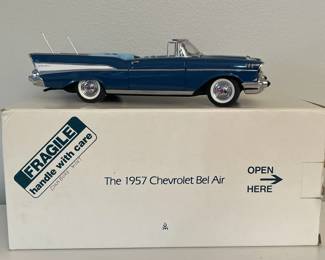 FRAGILE
handle with care
The 1957 Chevrolet Bel Air
OPEN
HERE